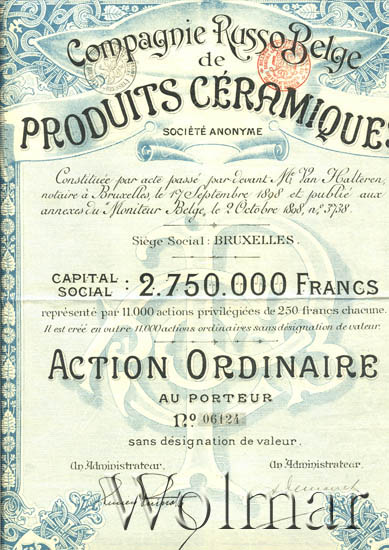 Compagnie Russo Belge
de
PRODUITS CÉRAMIQUES
SOCIÉTÉ ANONYME
Constituée par acte passé par-devant Mt. Van Halteren,
notaire à Bruxelles, le 17 Septembre 1898 et publié aux
annexes du Moniteur Belge, le 2 Octobre 1898, no. 3738.
Siège Social : BRUXELLES.
CAPITAL SOCIAL : 2.750.000 FRANCS
représenté par 11.000 actions privilégiées de 250 francs chacune.
Il est créé en outre 11.000 actions ordinaires sans désignation de valeur.
ACTION ORDINAIRE
AU PORTEUR
No. 06124
sans désignation de valeur.
Un Administrateur. Un Administrateur.
Wolmar